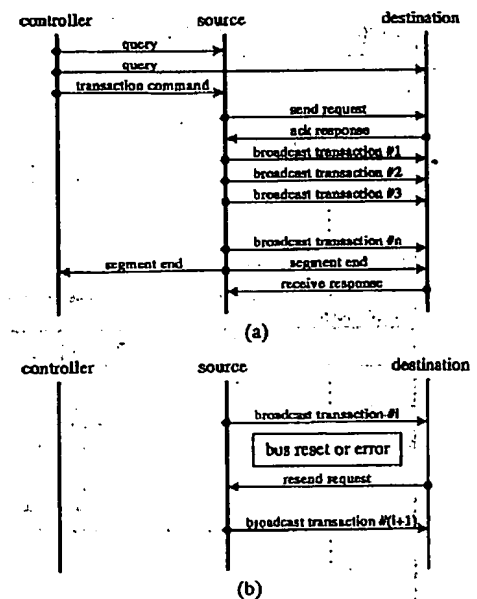 controller source destination
query
query
transaction command
send request
ack response
broadcast transaction #1
broadcast transaction #2
broadcast transaction #3
broadcast transaction #n
segment end segment end
receive response
(a)
controller source destination
broadcast transaction #i
bus reset or error
resend request
broadcast transaction #(i+1)
(b)